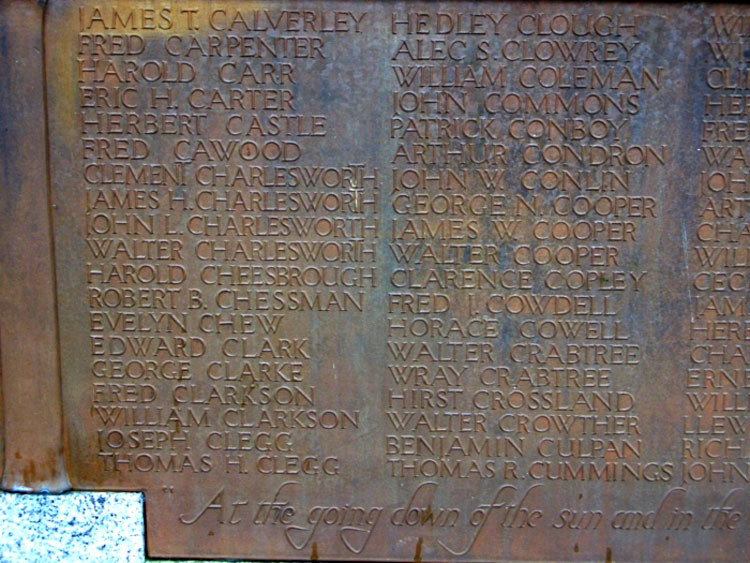 JAMES T. CALVERLEY
FRED CARPENTER
HAROLD CARR
ERIC H. CARTER
HERBERT CASTLE
FRED CAWOOD
CLEMENT CHARLESWORTH
JAMES H. CHARLESWORTH
JOHN L. CHARLESWORTH
WALTER CHARLESWORTH
HAROLD CHEESBROUGH
ROBERT B. CHESSMAN
EVELYN CHEW
EDWARD CLARK
GEORGE CLARKE
FRED CLARKSON
WILLIAM CLARKSON
JOSEPH CLEGG
THOMAS H. CLEGG
HEDLEY CLOUGH
ALEC S. CLOWREY
WILLIAM COLEMAN
JOHN COMMONS
PATRICK CONBOY
ARTHUR CONDRON
JOHN W. CONLIN
GEORGE N. COOPER
JAMES W. COOPER
WALTER COOPER
CLARENCE COPLEY
FRED I. COWDELL
HORACE COWELL
WALTER CRABTREE
WRAY CRABTREE
HIRST CROSSLAND
WALTER CROWTHER
BENJAMIN CULPAN
THOMAS R. CUMMINGS
JOHN
At the going down of the sun and in the